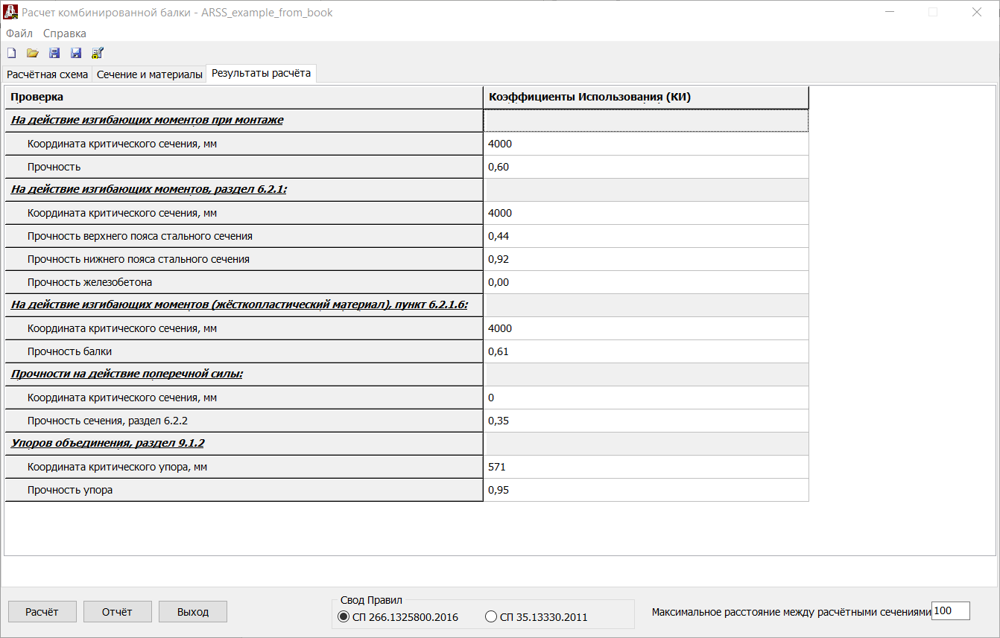 Расчет комбинированной балки - ARSS_example_from_book
Файл Справка
Расчётная схема Сечение и материалы Результаты расчёта
Проверка Коэффициенты Использования (КИ)
На действие изгибающих моментов при монтаже
Координата критического сечения, мм 4000
Прочность 0,60
На действие изгибающих моментов, раздел 6.2.1:
Координата критического сечения, мм 4000
Прочность верхнего пояса стального сечения 0,44
Прочность нижнего пояса стального сечения 0,92
Прочность железобетона 0,00
На действие изгибающих моментов (жёсткопластический материал), пункт 6.2.1.6:
Координата критического сечения, мм 4000
Прочность балки 0,61
Прочности на действие поперечной силы:
Координата критического сечения, мм 0
Прочность сечения, раздел 6.2.2 0,35
Упоров объединения, раздел 9.1.2
Координата критического упора, мм 571
Прочность упора 0,95
Свод Правил
Расчёт Отчёт Выход СП 266.1325800.2016 СП 35.13330.2011 Максимальное расстояние между расчётными сечениями 100